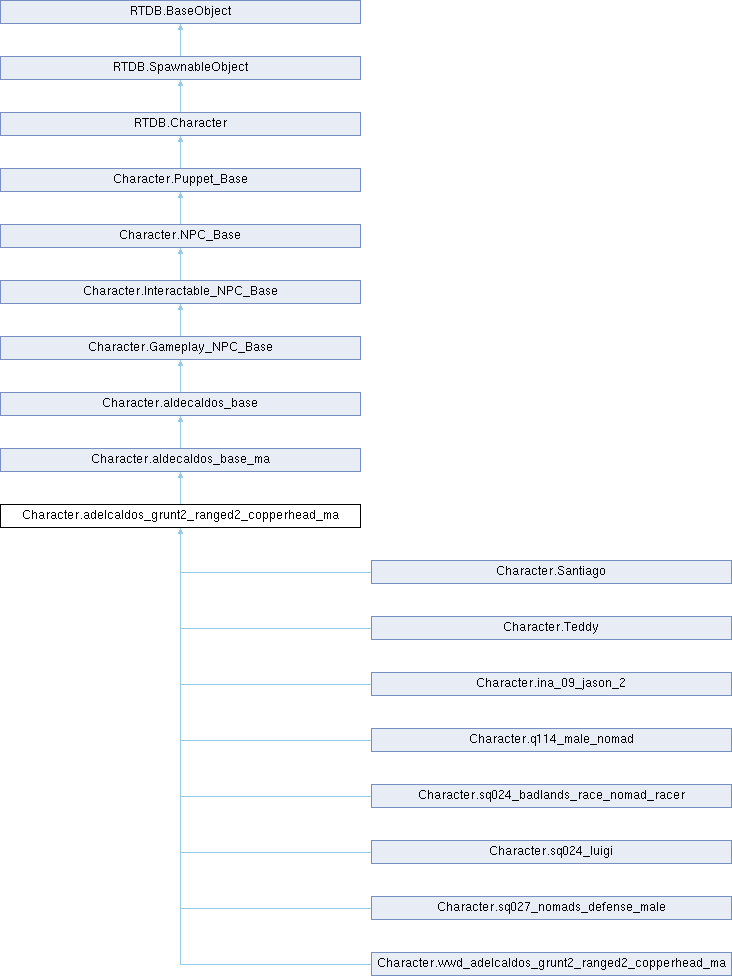 RTDB.BaseObject
RTDB.SpawnableObject
RTDB.Character
Character.Puppet_Base
Character.NPC_Base
Character.Interactable_NPC_Base
Character.Gameplay_NPC_Base
Character.aldecaldos_base
Character.aldecaldos_base_ma
Character.adelcaldos_grunt2_ranged2_copperhead_ma
Character.Santiago
Character.Teddy
Character.ina_09_jason_2
Character.q114_male_nomad
Character.sq024_badlands_race_nomad_racer
Character.sq024_luigi
Character.sq027_nomads_defense_male
Character.wwd_adelcaldos_grunt2_ranged2_copperhead_ma